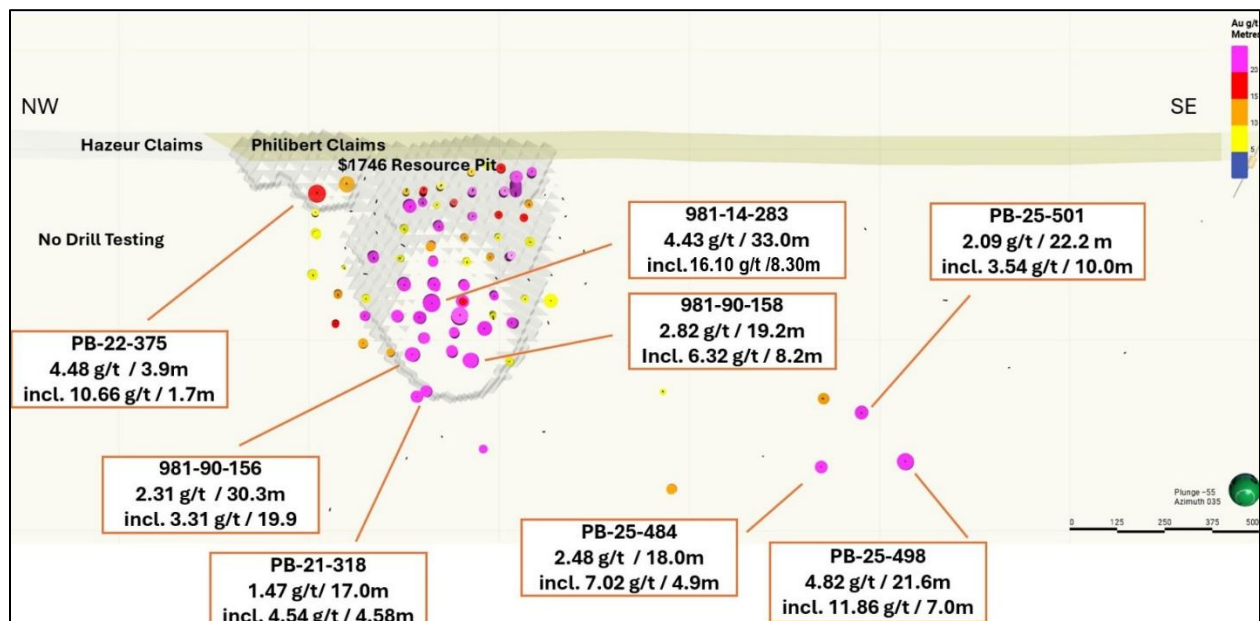 Au g/t
NW
SE
Hazeur Claims
Philibert Claims
$1746 Resource Pit
No Drill Testing
20
15
10
5
981-14-283
4.43 g/t / 33.0m
incl. 16.10 g/t /8.30m
PB-25-501
2.09 g/t / 22.2 m
incl. 3.54 g/t / 10.0m
981-90-158
2.82 g/t / 19.2m
Incl. 6.32 g/t / 8.2m
PB-22-375
4.48 g/t / 3.9m
incl. 10.66 g/t / 1.7m
981-90-156
2.31 g/t / 30.3m
incl. 3.31 g/t / 19.9
PB-21-318
1.47 g/t/ 17.0m
incl. 4.54 g/t / 4.58m
PB-25-484
2.48 g/t / 18.0m
incl. 7.02 g/t / 4.9m
PB-25-498
4.82 g/t / 21.6m
incl. 11.86 g/t / 7.0m
Plunge -55
Azimuth 035
0 125 250 375 500